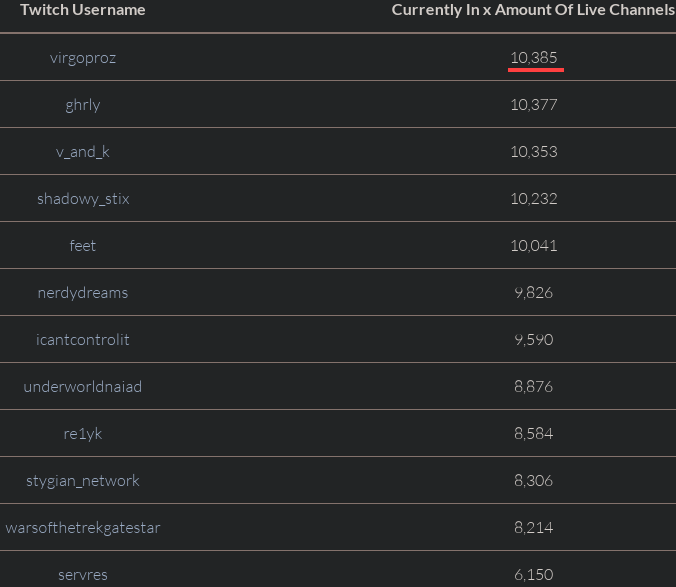 Twitch Username Currently In x Amount Of Live Channels
virgoproz 10,385
ghrly 10,377
v_and_k 10,353
shadowy_stix 10,232
feet 10,041
nerdydreams 9,826
icantcontrolit 9,590
underworldnaiad 8,876
re1yk 8,584
stygian_network 8,306
warsofthetrekgatestar 8,214
servres 6,150